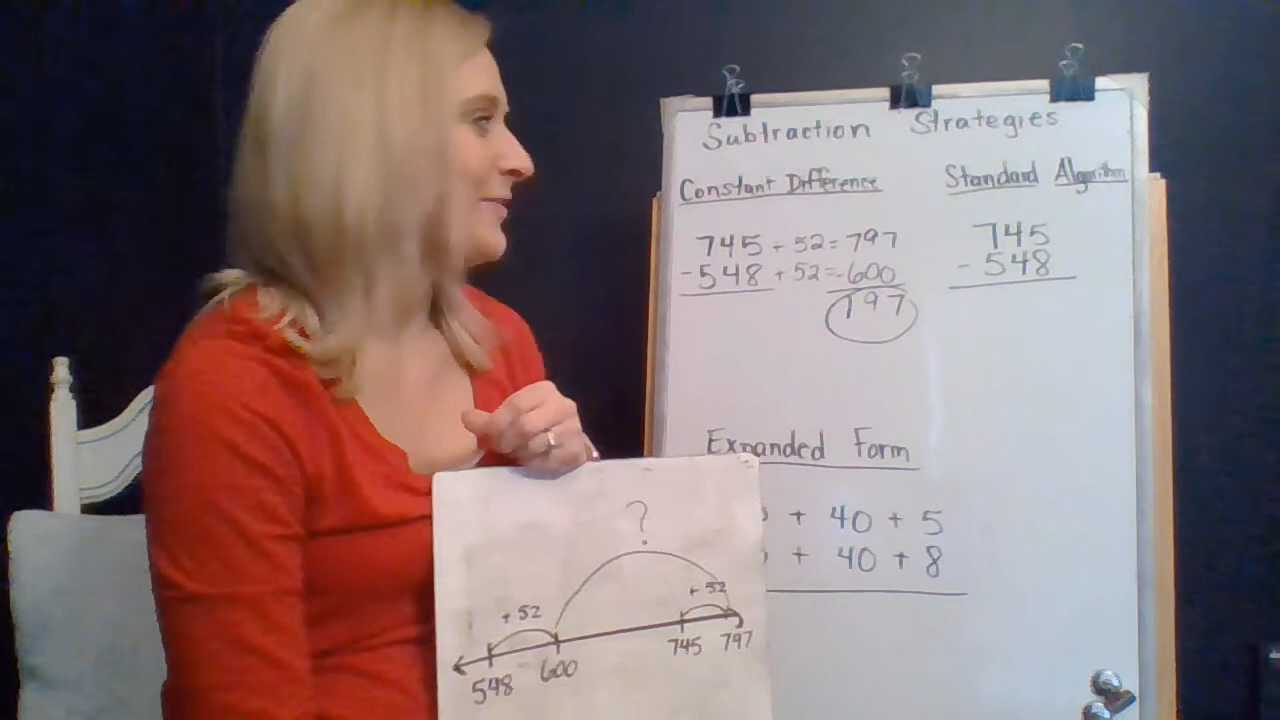 Subtraction Strategies
Constant Difference
745 + 52 = 797
- 548 + 52 = - 600
197
Standard Algorithm
745
- 548
Expanded Form
+ 40 + 5
+ 40 + 8
?
+ 52
+ 52
548
600
745
797